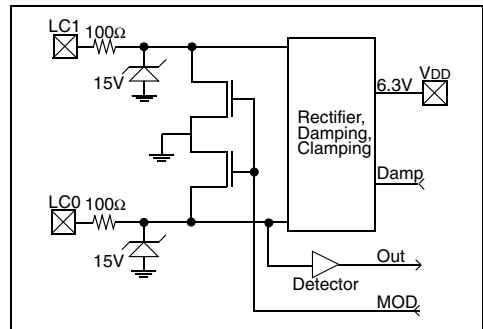 LC1
100Ω
15V
6.3V
VDD
Rectifier,
Damping,
Clamping
Damp
LC0
100Ω
15V
Out
Detector
MOD